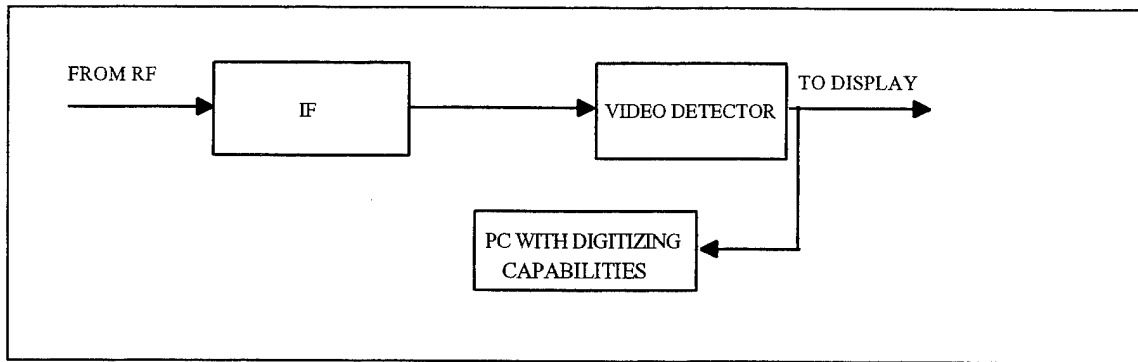 FROM RF
IF
VIDEO DETECTOR
TO DISPLAY
PC WITH DIGITIZING
CAPABILITIES